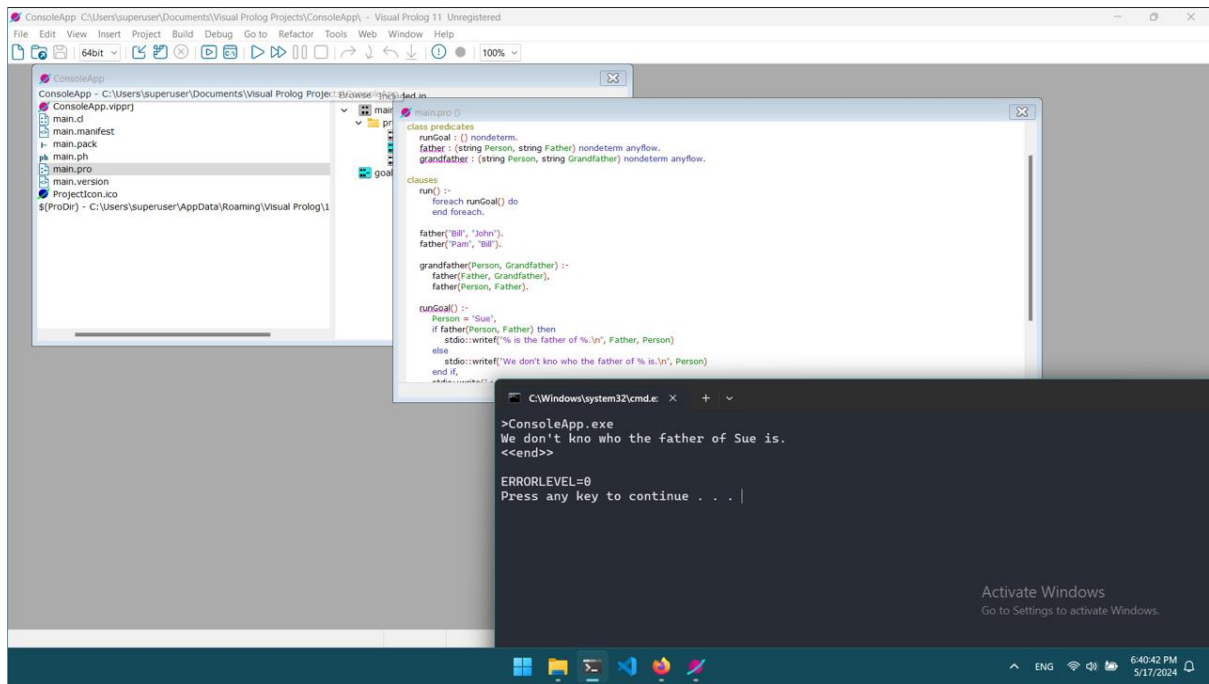 ConsoleApp C:\Users\superuser\Documents\Visual Prolog Projects\ConsoleApp\ - Visual Prolog 11 Unregistered
File Edit View Insert Project Build Debug Go to Refactor Tools Web Window Help
64bit
100%
ConsoleApp
ConsoleApp - C:\Users\superuser\Documents\Visual Prolog
ConsoleApp.vipprj
main.cl
main.manifest
main.pack
main.ph
main.pro
main.version
ProjectIcon.ico
$(ProDir) - C:\Users\superuser\AppData\Roaming\Visual Prolog\1
main
pr
goal
main.pro ()
class predicates
runGoal : () nondeterm.
father : (string Person, string Father) nondeterm anyflow.
grandfather : (string Person, string Grandfather) nondeterm anyflow.
clauses
run() :-
foreach runGoal() do
end foreach.
father("Bill", "John").
father("Pam", "Bill").
grandfather(Person, Grandfather) :-
father(Father, Grandfather),
father(Person, Father).
runGoal() :-
Person = "Sue",
if father(Person, Father) then
stdio::writef("% is the father of %.\n", Father, Person)
else
stdio::writef("We don't kno who the father of % is.\n", Person)
end if,
C:\Windows\system32\cmd.e
>ConsoleApp.exe
We don't kno who the father of Sue is.
<<end>>
ERRORLEVEL=0
Press any key to continue . . .
Activate Windows
Go to Settings to activate Windows.
ENG
6:40:42 PM
5/17/2024